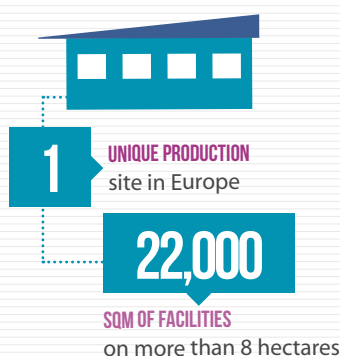 1
UNIQUE PRODUCTION
site in Europe
22,000
SQM OF FACILITIES
on more than 8 hectares